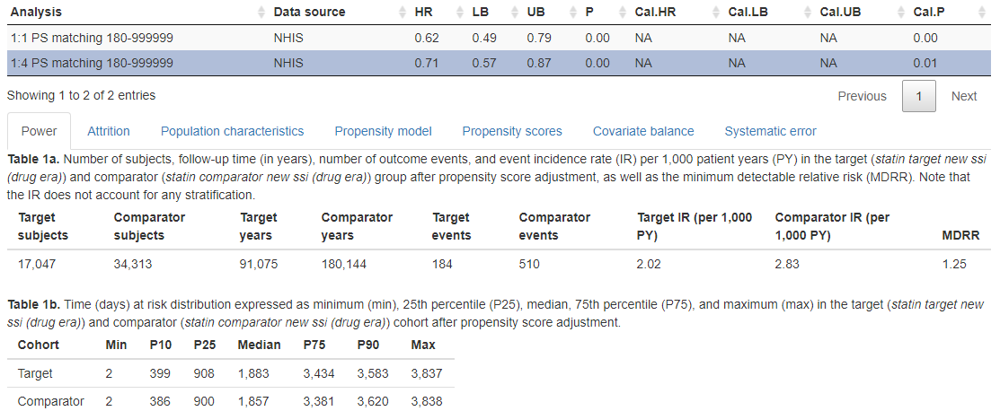 Analysis Data source HR LB UB P Cal.HR Cal.LB Cal.UB Cal.P
1:1 PS matching 180-999999 NHIS 0.62 0.49 0.79 0.00 NA NA NA 0.00
1:4 PS matching 180-999999 NHIS 0.71 0.57 0.87 0.00 NA NA NA 0.01
Showing 1 to 2 of 2 entries Previous 1 Next
Power Attrition Population characteristics Propensity model Propensity scores Covariate balance Systematic error
Table 1a. Number of subjects, follow-up time (in years), number of outcome events, and event incidence rate (IR) per 1,000 patient years (PY) in the target (statin target new ssi
(drug era)) and comparator (statin comparator new ssi (drug era)) group after propensity score adjustment, as well as the minimum detectable relative risk (MDRR). Note that
the IR does not account for any stratification.
Target Comparator Target Comparator Target Comparator Target IR (per 1,000 Comparator IR (per
subjects subjects years years events events PY) 1,000 PY) MDRR
17,047 34,313 91,075 180,144 184 510 2.02 2.83 1.25
Table 1b. Time (days) at risk distribution expressed as minimum (min), 25th percentile (P25), median, 75th percentile (P75), and maximum (max) in the target (statin target new
ssi (drug era)) and comparator (statin comparator new ssi (drug era)) cohort after propensity score adjustment.
Cohort Min P10 P25 Median P75 P90 Max
Target 2 399 908 1,883 3,434 3,583 3,837
Comparator 2 386 900 1,857 3,381 3,620 3,838